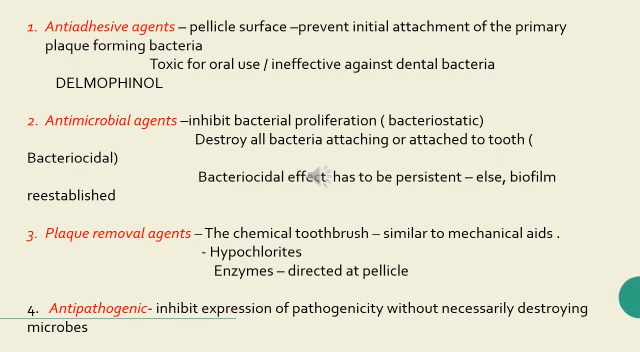 1. Antiadhesive agents – pellicle surface –prevent initial attachment of the primary
plaque forming bacteria
Toxic for oral use / ineffective against dental bacteria
DELMOPHINOL
2. Antimicrobial agents –inhibit bacterial proliferation ( bacteriostatic)
Destroy all bacteria attaching or attached to tooth (
Bacteriocidal)
Bacteriocidal effect has to be persistent – else, biofilm
reestablished
3. Plaque removal agents – The chemical toothbrush – similar to mechanical aids .
- Hypochlorites
Enzymes – directed at pellicle
4. Antipathogenic- inhibit expression of pathogenicity without necessarily destroying
microbes